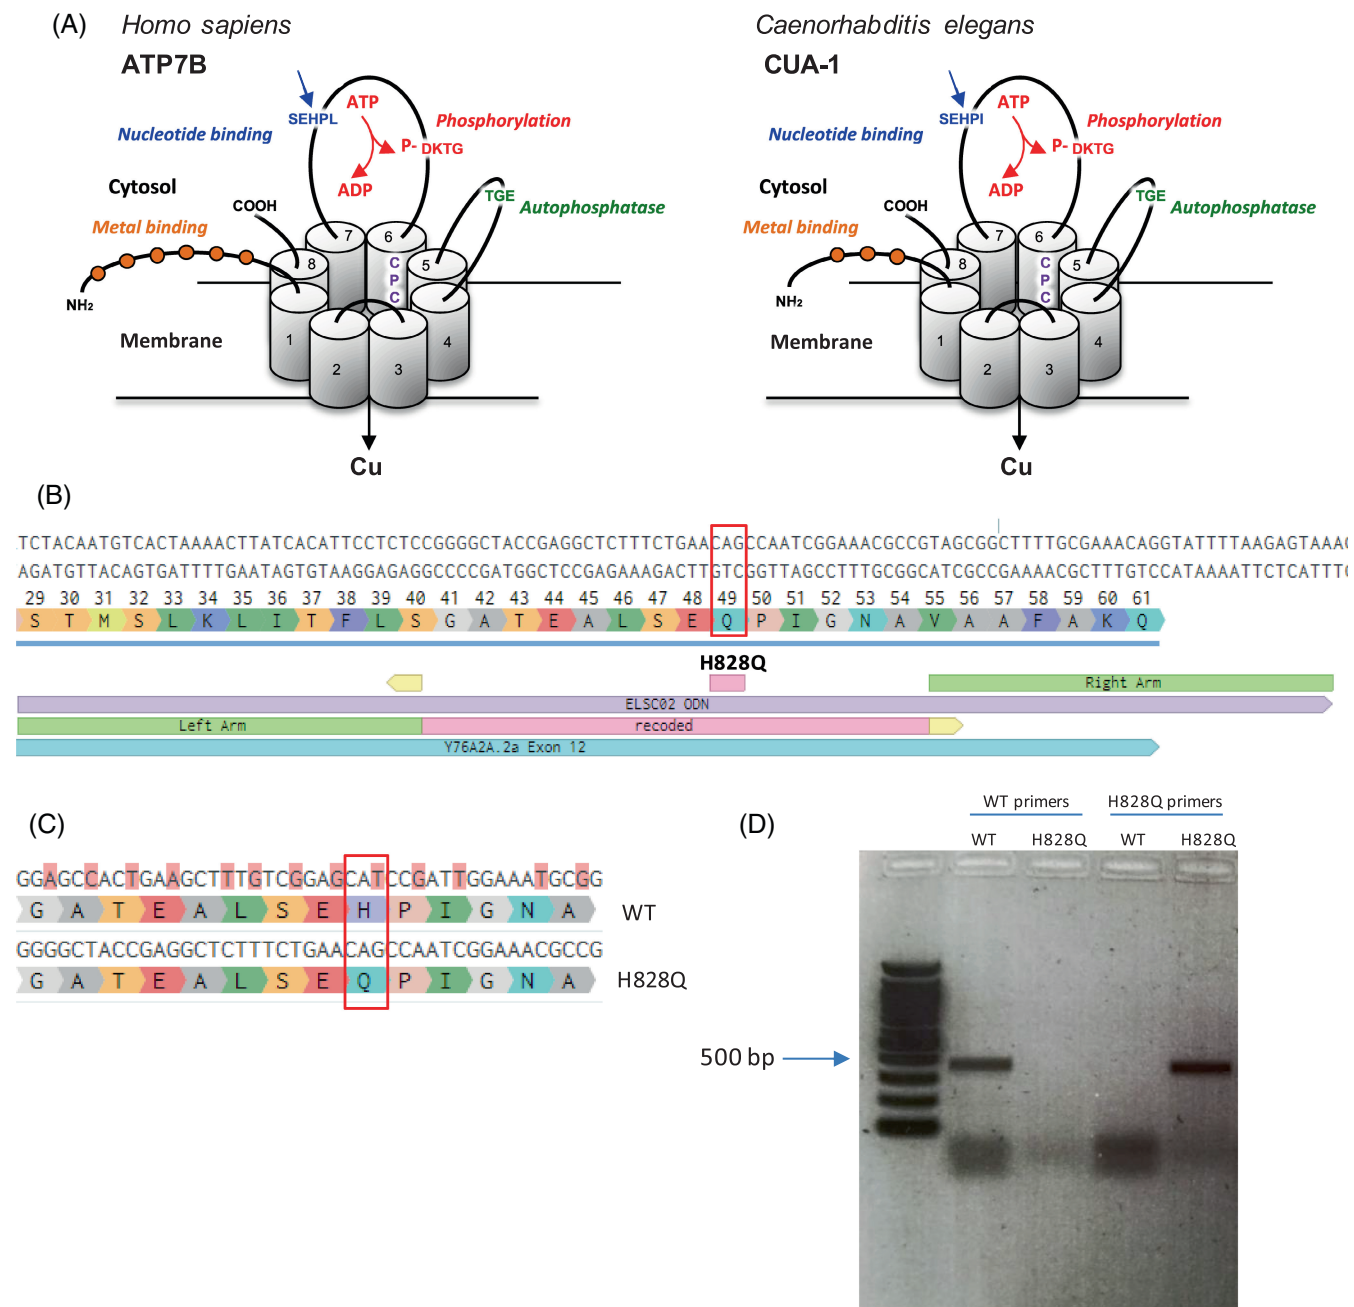 (A)
Homo sapiens
ATP7B
SEHPL
ATP
Phosphorylation
Nucleotide binding
P- DKTG
ADP
Cytosol
TGE
COOH
Autophosphatase
Metal binding
7
6
8
C
P
C
5
NH2
Membrane
1
2
3
4
Cu
Caenorhabditis elegans
CUA-1
SEHPI
ATP
Phosphorylation
Nucleotide binding
P- DKTG
ADP
Cytosol
TGE
COOH
Autophosphatase
Metal binding
7
6
8
C
P
C
5
NH2
Membrane
1
2
3
4
Cu
(B)
TCTACAATGTCACTAAAACTTATCACATTCCTCTCCGGGGCTACCGAGGCTCTTTCTGAACAGCCAATCGGAAACGCCGTAGCGGCTTTTGCGAAACAGGTATTTTAAGAGTAAAG
AGATGTTACAGTGATTTTGAATAGTGTAAGGAGAGGCCCCGATGGCTCCGAGAAAGACTTGTCGGTTAGCCTTTGCGGCATCGCCGAAAACGCTTTGTCCATAAAATTCTCATTTC
29 30 31 32 33 34 35 36 37 38 39 40 41 42 43 44 45 46 47 48 49 50 51 52 53 54 55 56 57 58 59 60 61
S T M S L K L I T F L S G A T E A L S E Q P I G N A V A A F A K Q
H828Q
Right Arm
ELSC02 ODN
Left Arm
recoded
Y76A2A.2a Exon 12
(C)
GGAGCCACTGAAGCTTTGTCGGAGCATCCGATTGGAAATGCGG
G A T E A L S E H P I G N A
WT
GGGGCTACCGAGGCTCTTTCTGAACAGCCAATCGGAAACGCCG
G A T E A L S E Q P I G N A
H828Q
(D)
WT primers
H828Q primers
WT
H828Q
WT
H828Q
500 bp